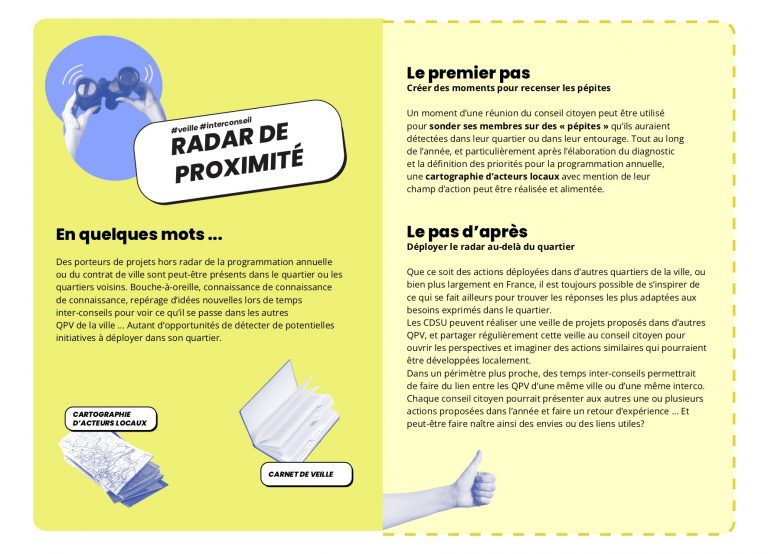 #veille #interconseil
RADAR DE
PROXIMITÉ
En quelques mots ...
Des porteurs de projets hors radar de la programmation annuelle
ou du contrat de ville sont peut-être présents dans le quartier ou les
quartiers voisins. Bouche-à-oreille, connaissance de connaissance
de connaissance, repérage d'idées nouvelles lors de temps
inter-conseils pour voir ce qu'il se passe dans les autres
QPV de la ville ... Autant d'opportunités de détecter de potentielles
initiatives à déployer dans son quartier.
CARTOGRAPHIE
D'ACTEURS LOCAUX
CARNET DE VEILLE
Le premier pas
Créer des moments pour recenser les pépites
Un moment d'une réunion du conseil citoyen peut être utilisé
pour sonder ses membres sur des « pépites » qu'ils auraient
détectées dans leur quartier ou dans leur entourage. Tout au long
de l'année, et particulièrement après l'élaboration du diagnostic
et la définition des priorités pour la programmation annuelle,
une cartographie d'acteurs locaux avec mention de leur
champ d'action peut être réalisée et alimentée.
Le pas d'après
Déployer le radar au-delà du quartier
Que ce soit des actions déployées dans d'autres quartiers de la ville, ou
bien plus largement en France, il est toujours possible de s'inspirer de
ce qui se fait ailleurs pour trouver les réponses les plus adaptées aux
besoins exprimés dans le quartier.
Les CDSU peuvent réaliser une veille de projets proposés dans d'autres
QPV, et partager régulièrement cette veille au conseil citoyen pour
ouvrir les perspectives et imaginer des actions similaires qui pourraient
être développées localement.
Dans un périmètre plus proche, des temps inter-conseils permettrait
de faire du lien entre les QPV d'une même ville ou d'une même interco.
Chaque conseil citoyen pourrait présenter aux autres une ou plusieurs
actions proposées dans l'année et faire un retour d'expérience ... Et
peut-être faire naître ainsi des envies ou des liens utiles?